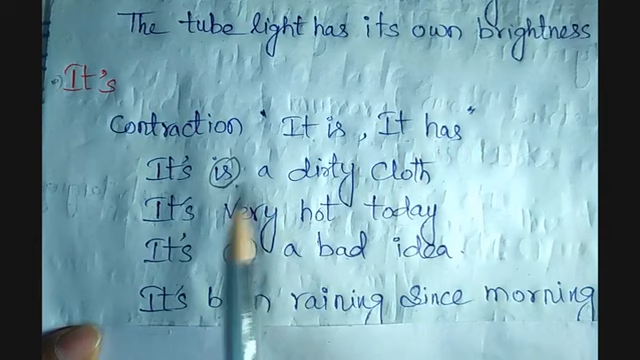 The tube light has its own brightness
It's
Contraction "It is, It has"
It's is a dirty cloth
It's very hot today
It's a bad idea.
It's raining since morning